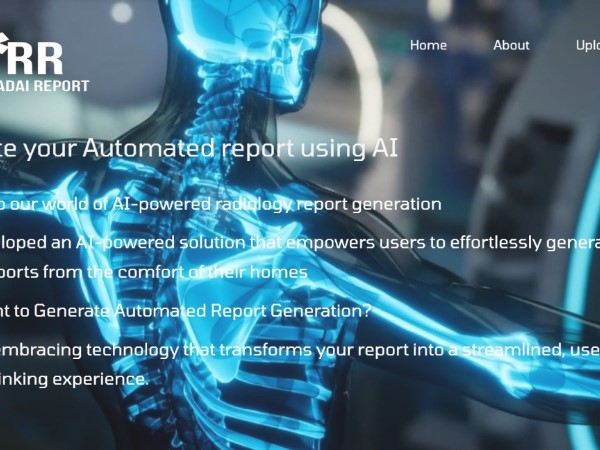 RR
ADAI REPORT
Home About Uplo
te your Automated report using AI
o our world of AI-powered radiology report generation
loped an AI-powered solution that empowers users to effortlessly genera
ports from the comfort of their homes
nt to Generate Automated Report Generation?
embracing technology that transforms your report into a streamlined, use
inking experience.